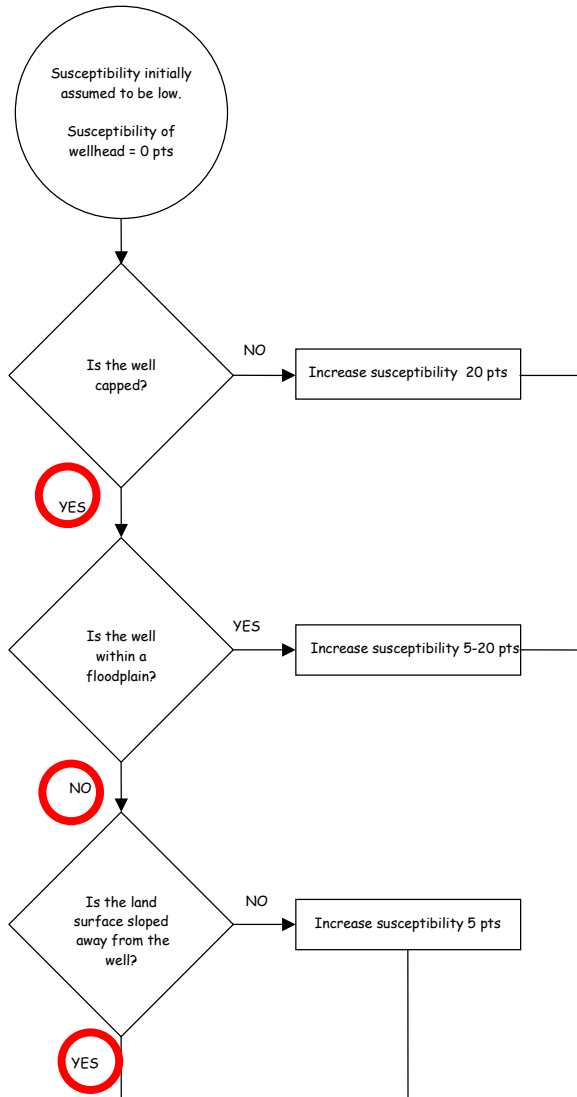 Susceptibility initially
assumed to be low.
Susceptibility of
wellhead = 0 pts
Is the well
capped?
NO
Increase susceptibility 20 pts
YES
Is the well
within a
floodplain?
YES
Increase susceptibility 5-20 pts
NO
Is the land
surface sloped
away from the
well?
NO
Increase susceptibility 5 pts
YES